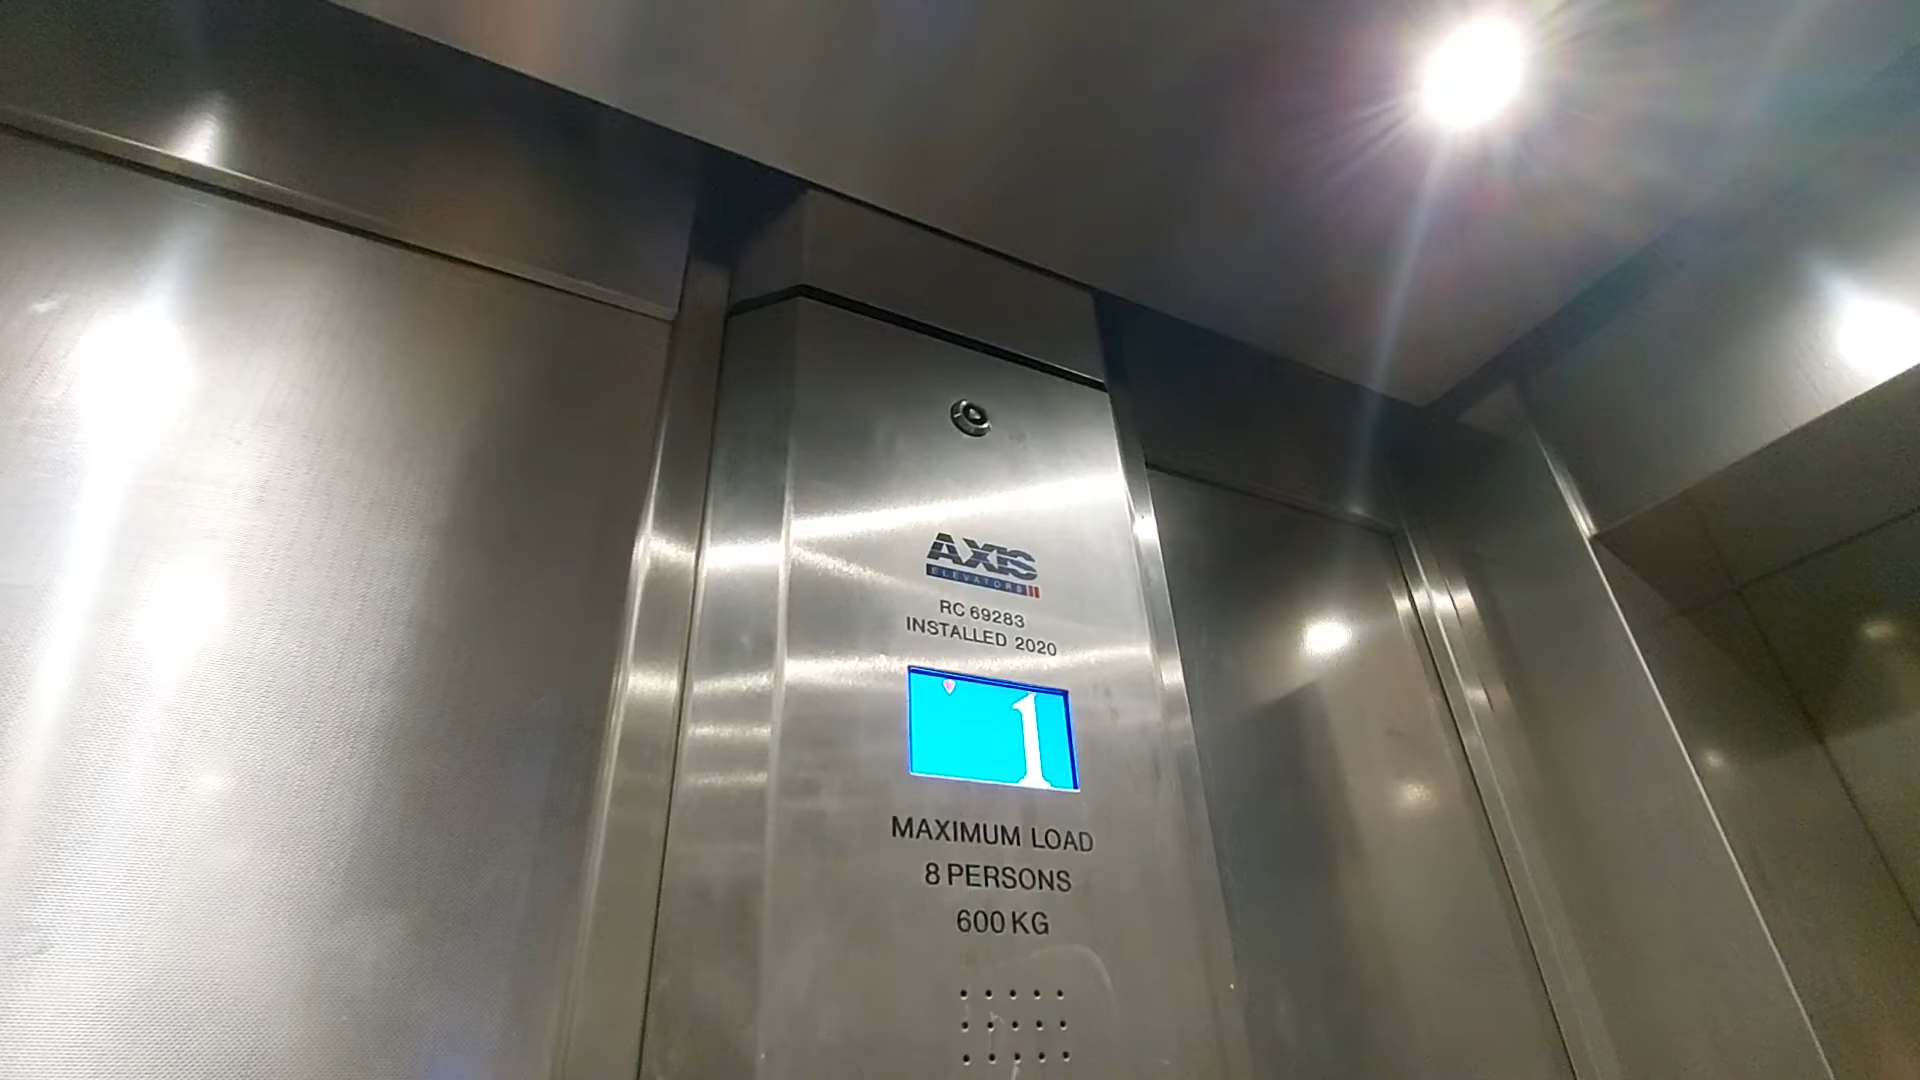 AXIS
ELEVATORS
RC 69283
INSTALLED 2020
1
MAXIMUM LOAD
8 PERSONS
600 KG